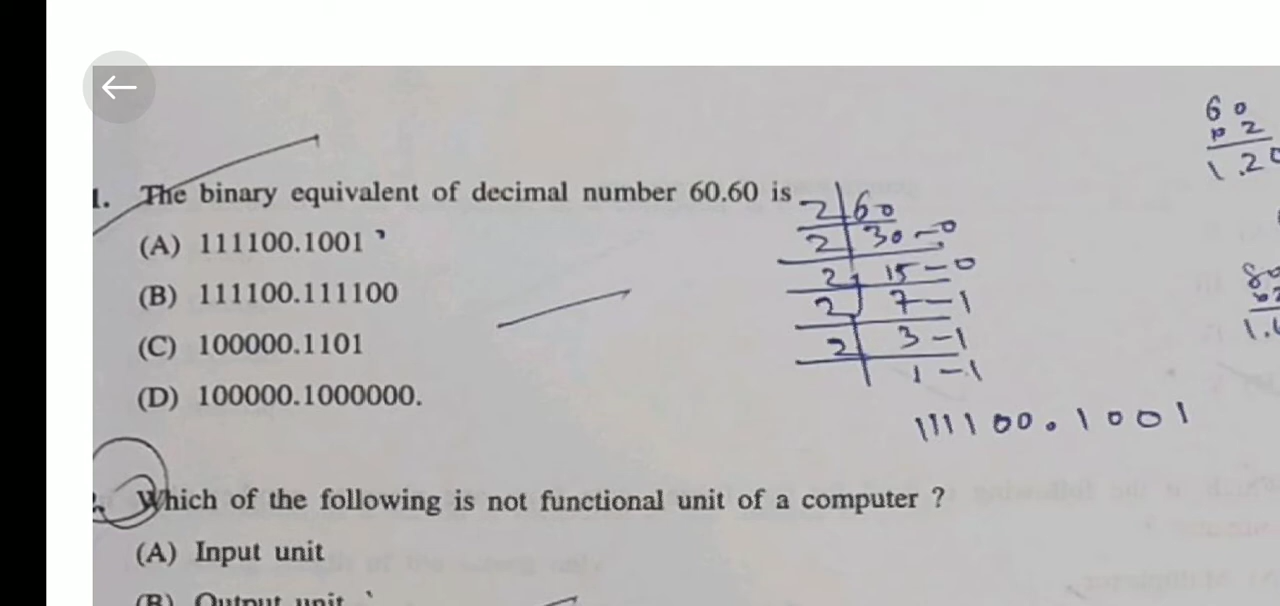 1. The binary equivalent of decimal number 60.60 is
(A) 111100.1001
(B) 111100.111100
(C) 100000.1101
(D) 100000.1000000.
2 60
2 30 - 0
2 15 - 0
2 7 - 1
2 3 - 1
1 - 1
111100.1001
60
1.20
Which of the following is not functional unit of a computer ?
(A) Input unit
(B) Output unit